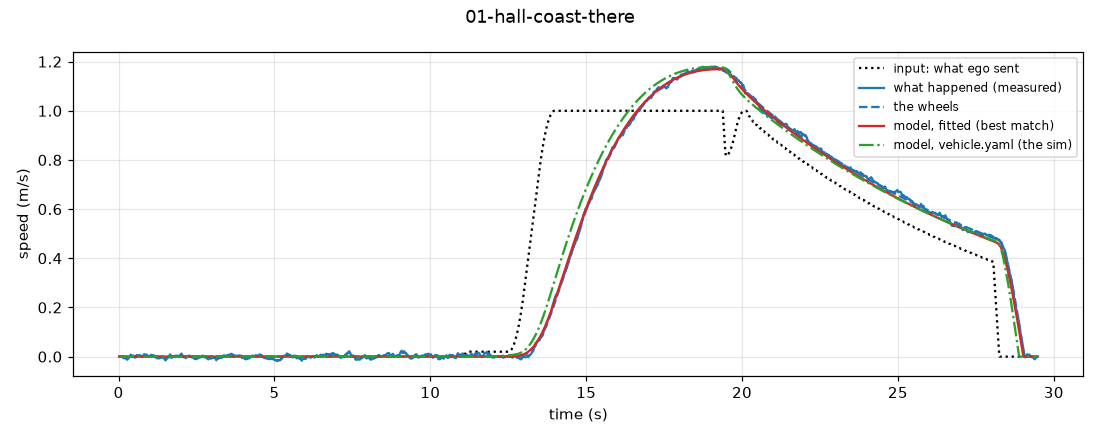 01-hall-coast-there
1.2
1.0
0.8
0.6
0.4
0.2
0.0
speed (m/s)
input: what ego sent
what happened (measured)
the wheels
model, fitted (best match)
model, vehicle.yaml (the sim)
0 5 10 15 20 25 30
time (s)